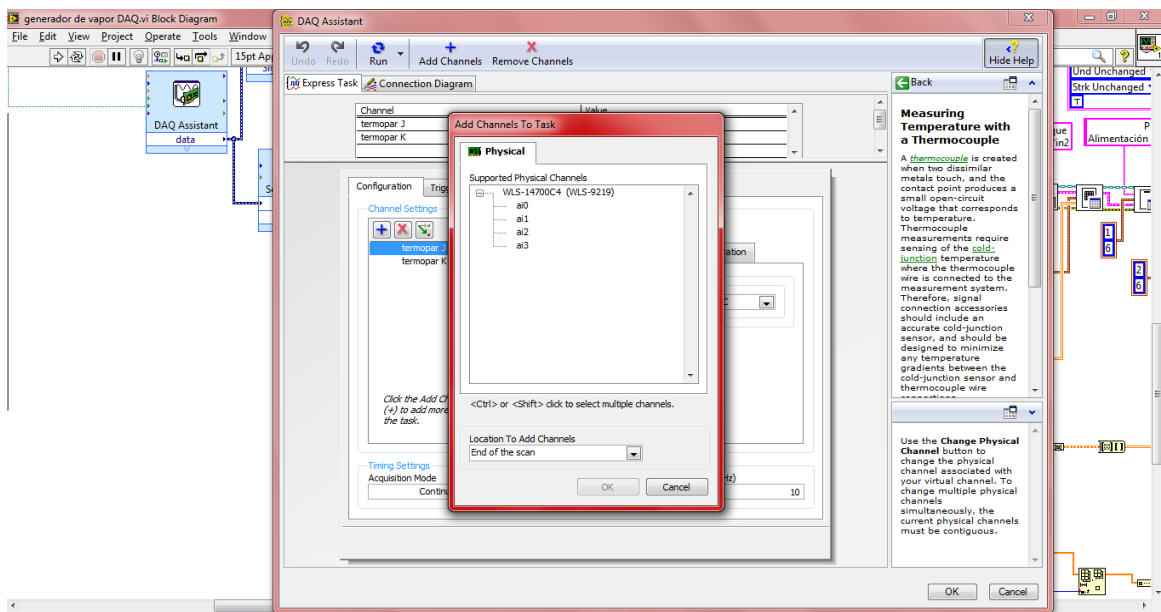 generador de vapor DAQ.vi Block Diagram
File Edit View Project Operate Tools Window
15pt Ap
DAQ Assistant
data
DAQ Assistant
Undo Redo Run Add Channels Remove Channels Hide Help
Express Task Connection Diagram
Channel Value
termopar J
termopar K
Configuration Trigg
Channel Settings
termopar J
termopar K
ation
C
Click the Add Ch
(+) to add more
the task.
Timing Settings
Acquisition Mode
Contin
Hz)
10
Add Channels To Task
Physical
Supported Physical Channels
WLS-14700C4 (WLS-9219)
ai0
ai1
ai2
ai3
<Ctrl> or <Shift> click to select multiple channels.
Location To Add Channels
End of the scan
OK Cancel
Back
Measuring
Temperature with
a Thermocouple
A thermocouple is created
when two dissimilar
metals touch, and the
contact point produces a
small open-circuit
voltage that corresponds
to temperature.
Thermocouple
measurements require
sensing of the cold-
junction temperature
where the thermocouple
wire is connected to the
measurement system.
Therefore, signal
connection accessories
should include an
accurate cold-junction
sensor, and should be
designed to minimize
any temperature
gradients between the
cold-junction sensor and
thermocouple wire
connections.
Use the Change Physical
Channel button to
change the physical
channel associated with
your virtual channel. To
change multiple physical
channels
simultaneously, the
current physical channels
must be contiguous.
OK Cancel
Und Unchanged
Strk Unchanged
T
que
/in2
P
Alimentación
1
6
2
6